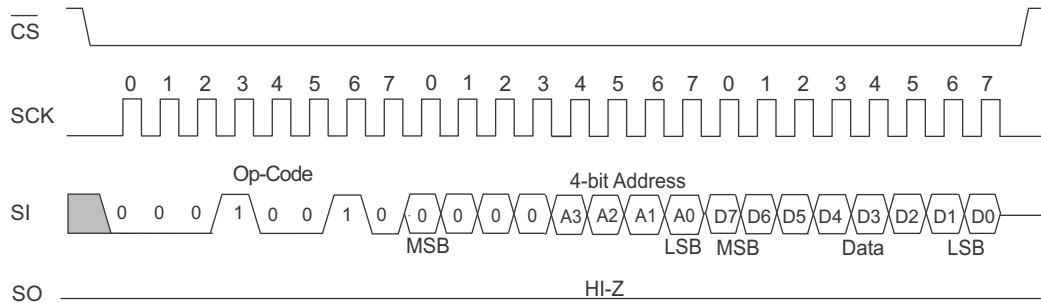 CS
0 1 2 3 4 5 6 7 0 1 2 3 4 5 6 7 0 1 2 3 4 5 6 7
SCK
Op-Code 4-bit Address
SI 0 0 0 1 0 0 1 0 0 0 0 0 A3 A2 A1 A0 D7 D6 D5 D4 D3 D2 D1 D0
MSB LSB MSB Data LSB
HI-Z
SO